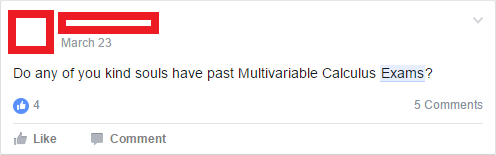 March 23
Do any of you kind souls have past Multivariable Calculus Exams?
4
5 Comments
Like Comment